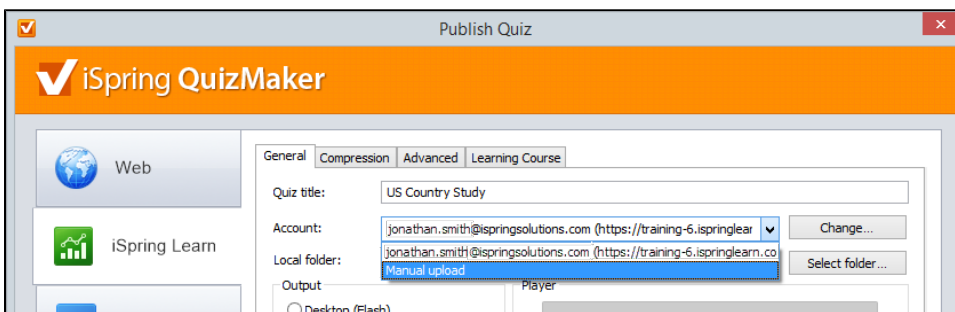 Publish Quiz
iSpring QuizMaker
Web
iSpring Learn
General Compression Advanced Learning Course
Quiz title: US Country Study
Account: jonathan.smith@ispringsolutions.com (https://training-6.ispringlear Change...
jonathan.smith@ispringsolutions.com (https://training-6.ispringlearn.co
Local folder: Manual upload Select folder...
Output Player
Desktop (Flash)